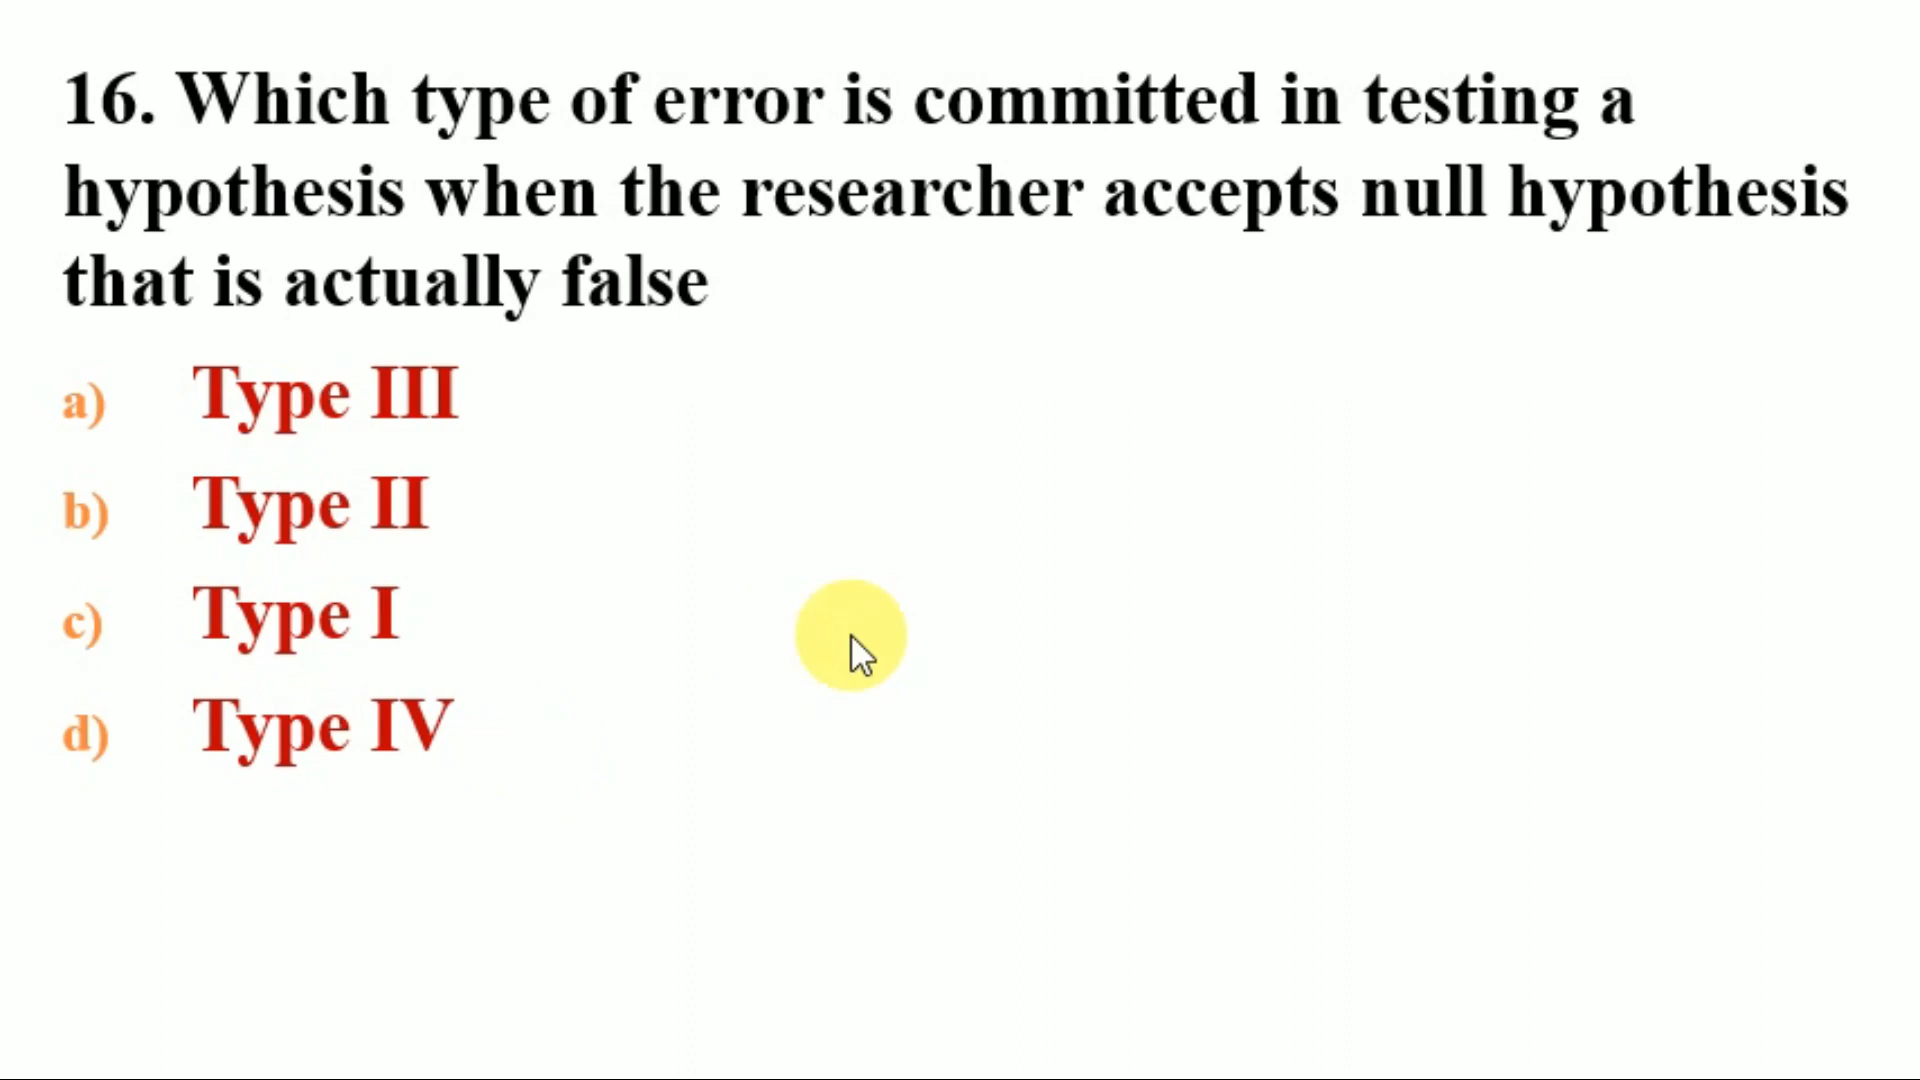 16. Which type of error is committed in testing a
hypothesis when the researcher accepts null hypothesis
that is actually false
a) Type III
b) Type II
c) Type I
d) Type IV